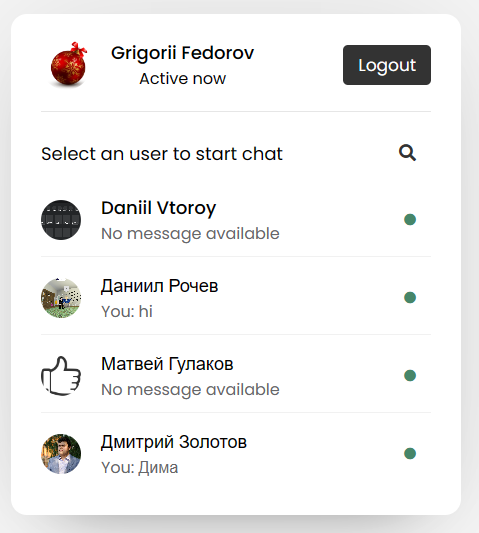 Grigorii Fedorov
Active now
Logout
Select an user to start chat
Daniil Vtoroy
No message available
Даниил Рочев
You: hi
Матвей Гулаков
No message available
Дмитрий Золотов
You: Дима